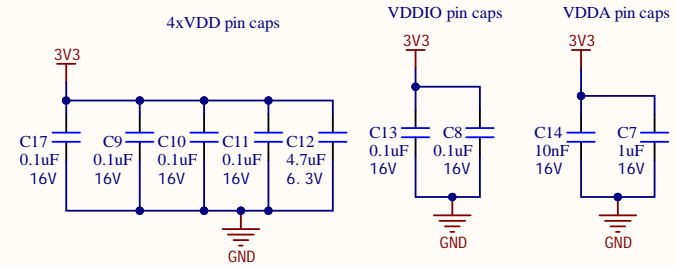 4xVDD pin caps
VDDIO pin caps
VDDA pin caps
3V3
3V3
3V3
C17
0.1uF
16V
C9
0.1uF
16V
C10
0.1uF
16V
C11
0.1uF
16V
C12
4.7uF
6.3V
C13
0.1uF
16V
C8
0.1uF
16V
C14
10nF
16V
C7
1uF
16V
GND
GND
GND